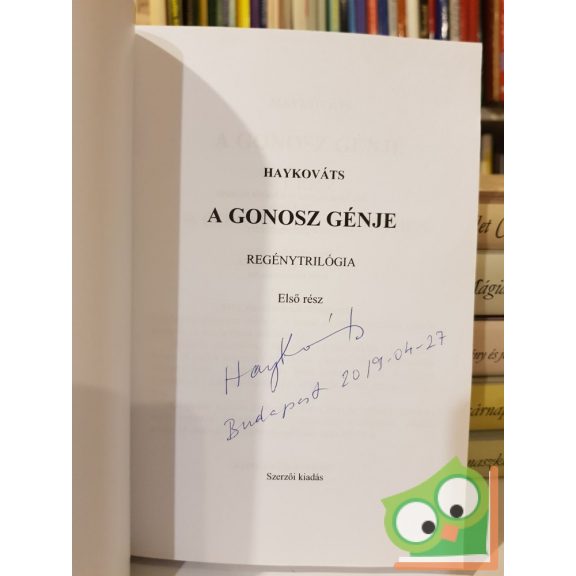 HAYKOVÁTS
A GONOSZ GÉNJE
REGÉNYTRILÓGIA
Első rész
Haykováts
Budapest 2019-04-27
Szerzői kiadás